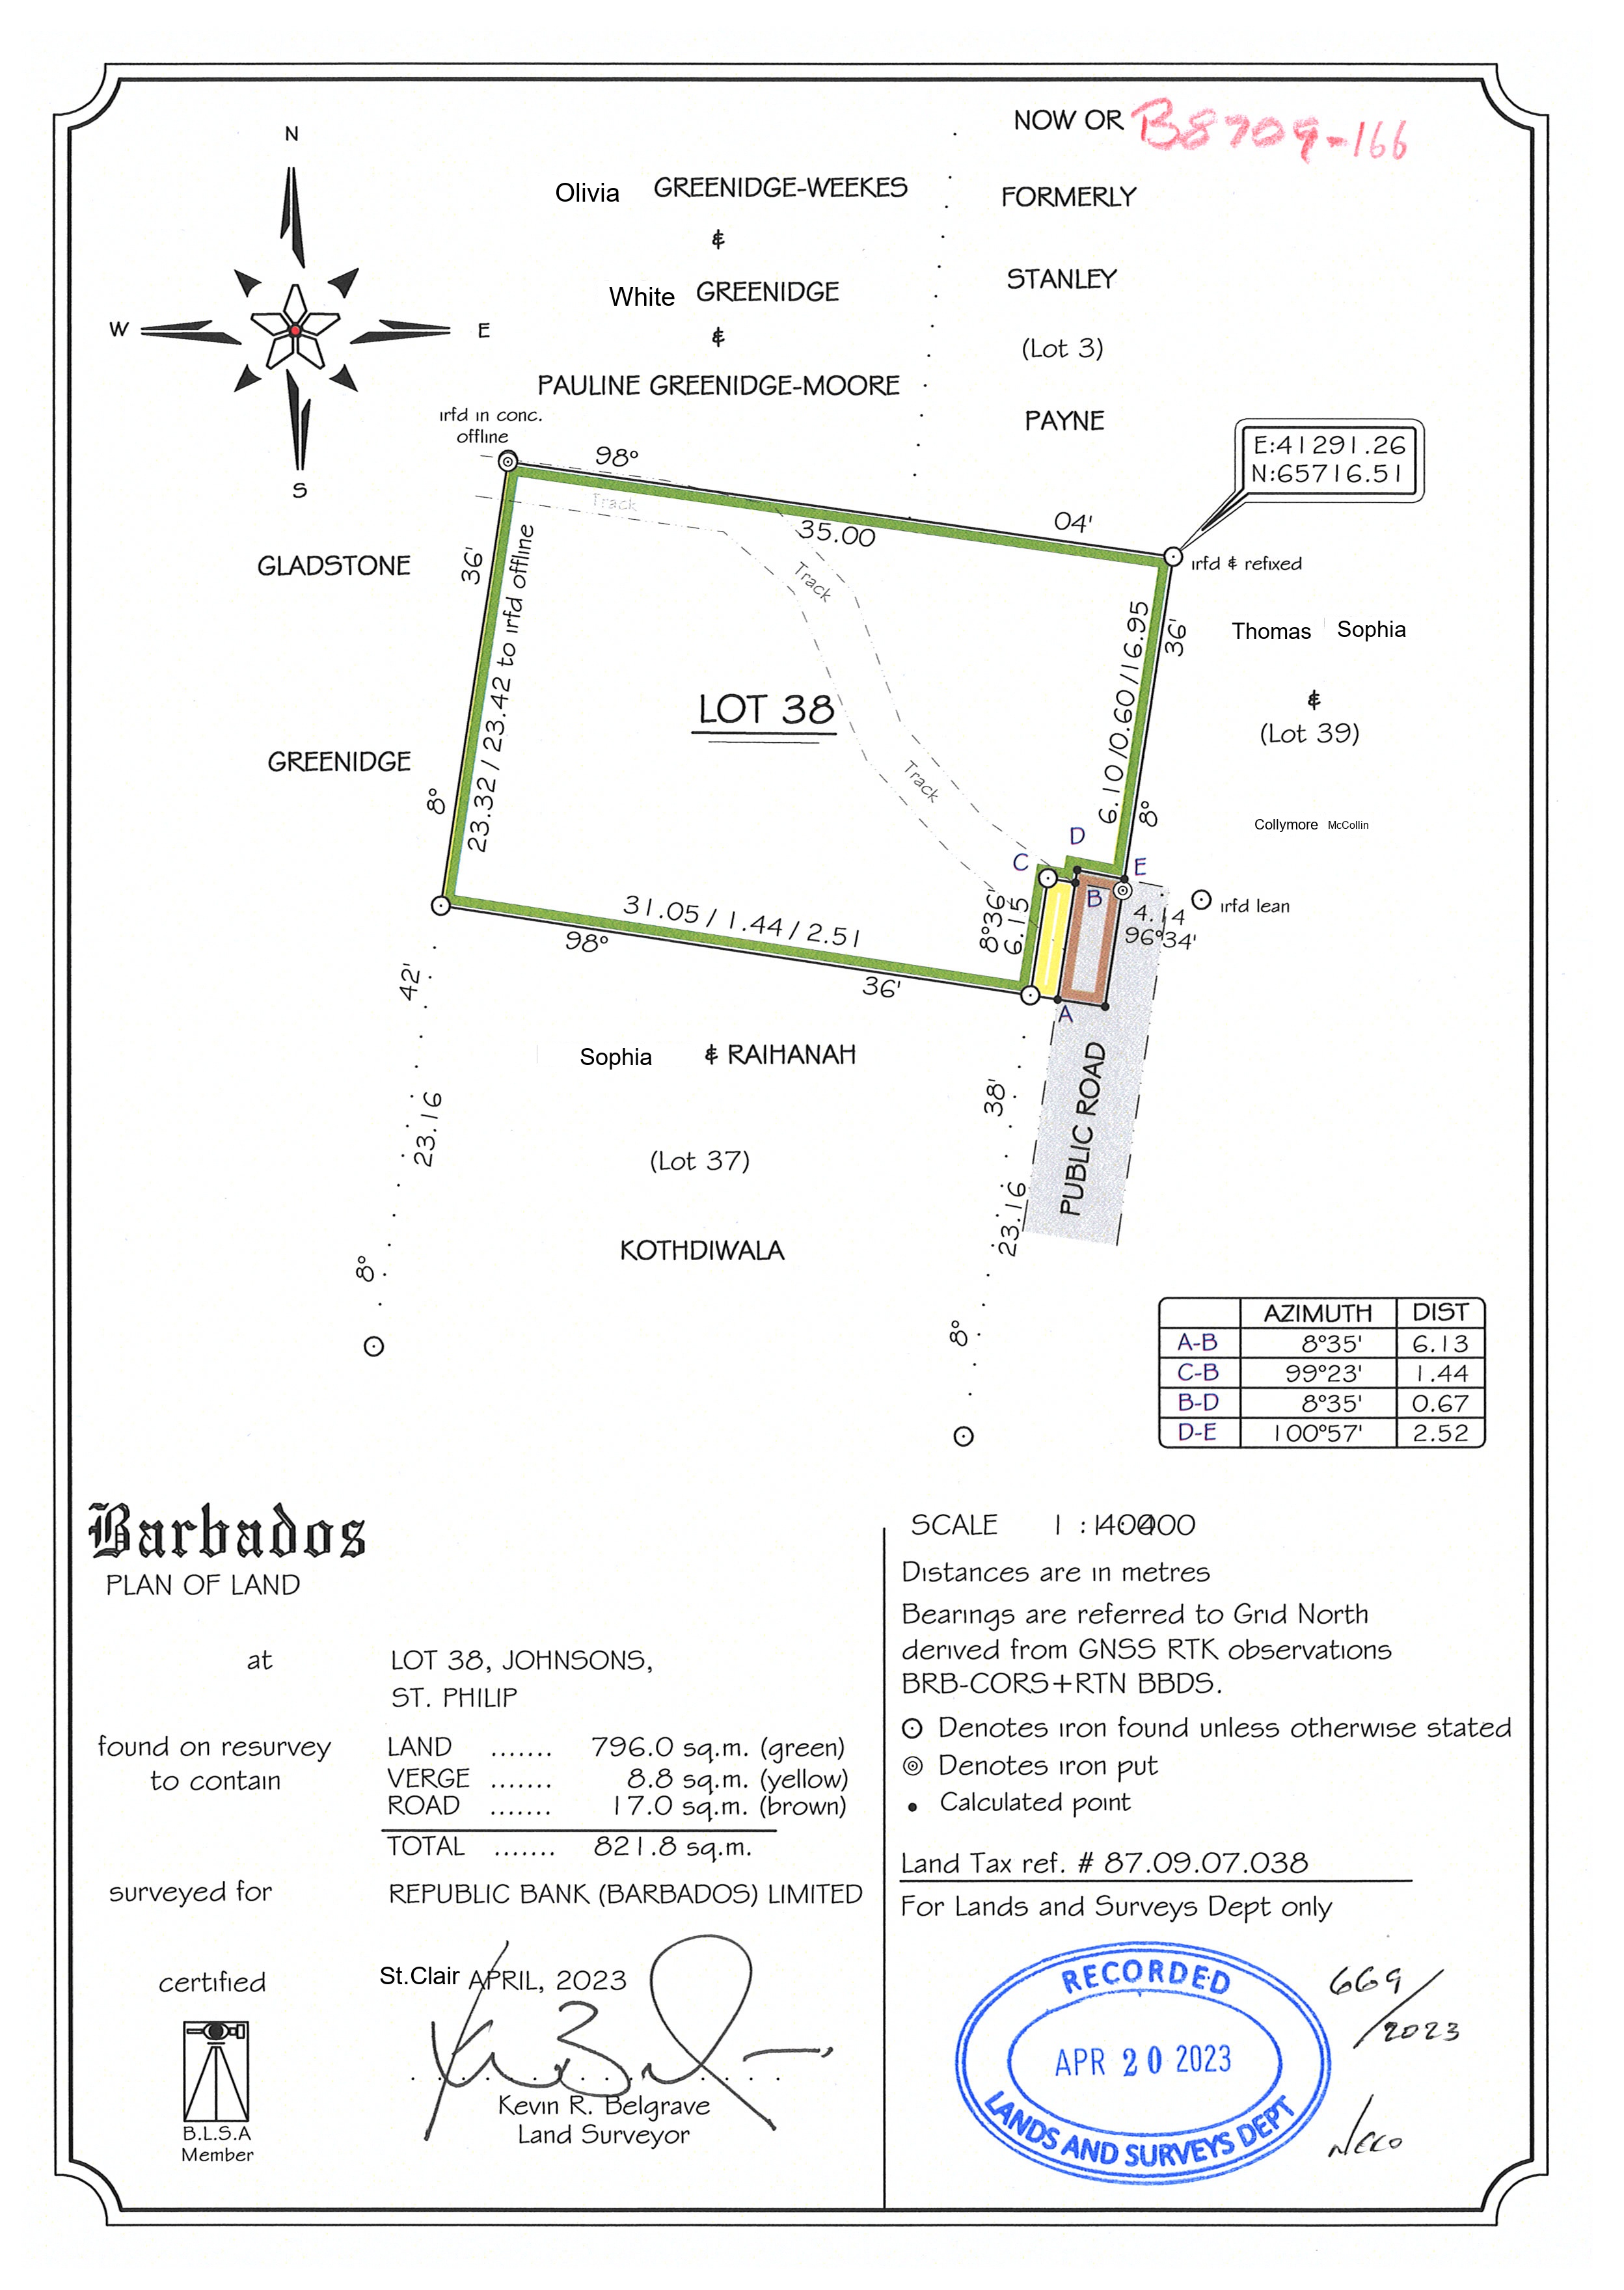 N
W
E
S
NOW OR
B8709-166
Olivia GREENIDGE-WEEKES
&
White GREENIDGE
&
PAULINE GREENIDGE-MOORE
FORMERLY
STANLEY
(Lot 3)
PAYNE
irfd in conc.
offline
98°
04'
35.00
E:41291.26
N:65716.51
irfd & refixed
Track
Track
Track
GLADSTONE
GREENIDGE
36'
8°
23.32 / 23.42 to irfd offline
LOT 38
6.10/0.60/16.95
36'
8°
Thomas Sophia
&
(Lot 39)
Collymore McCollin
D
C
E
B
A
irfd lean
4.14
96°34'
8°36'
6.15
31.05 / 1.44 / 2.51
98°
36'
42'
23.16
8°
Sophia & RAIHANAH
(Lot 37)
KOTHDIWALA
38'
23.16
8°
PUBLIC ROAD
AZIMUTH DIST
A-B 8°35' 6.13
C-B 99°23' 1.44
B-D 8°35' 0.67
D-E 100°57' 2.52
Barbados
PLAN OF LAND
at LOT 38, JOHNSONS,
ST. PHILIP
found on resurvey
to contain
LAND ....... 796.0 sq.m. (green)
VERGE ....... 8.8 sq.m. (yellow)
ROAD ....... 17.0 sq.m. (brown)
TOTAL ....... 821.8 sq.m.
surveyed for REPUBLIC BANK (BARBADOS) LIMITED
certified St.Clair APRIL, 2023
Kevin R. Belgrave
Land Surveyor
B.L.S.A
Member
SCALE 1 :
Distances are in metres
Bearings are referred to Grid North
derived from GNSS RTK observations
BRB-CORS+RTN BBDS.
Denotes iron found unless otherwise stated
Denotes iron put
Calculated point
Land Tax ref. # 87.09.07.038
For Lands and Surveys Dept only
RECORDED
APR 20 2023
LANDS AND SURVEYS DEPT
669/2023